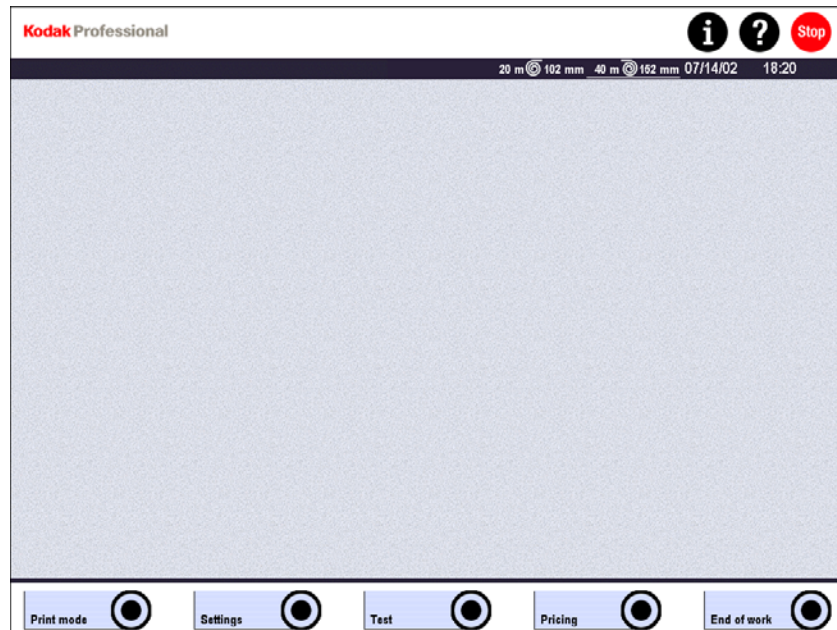 Kodak Professional
i ? Stop
20 m 102 mm 40 m 152 mm 07/14/02 18:20
Print mode Settings Test Pricing End of work